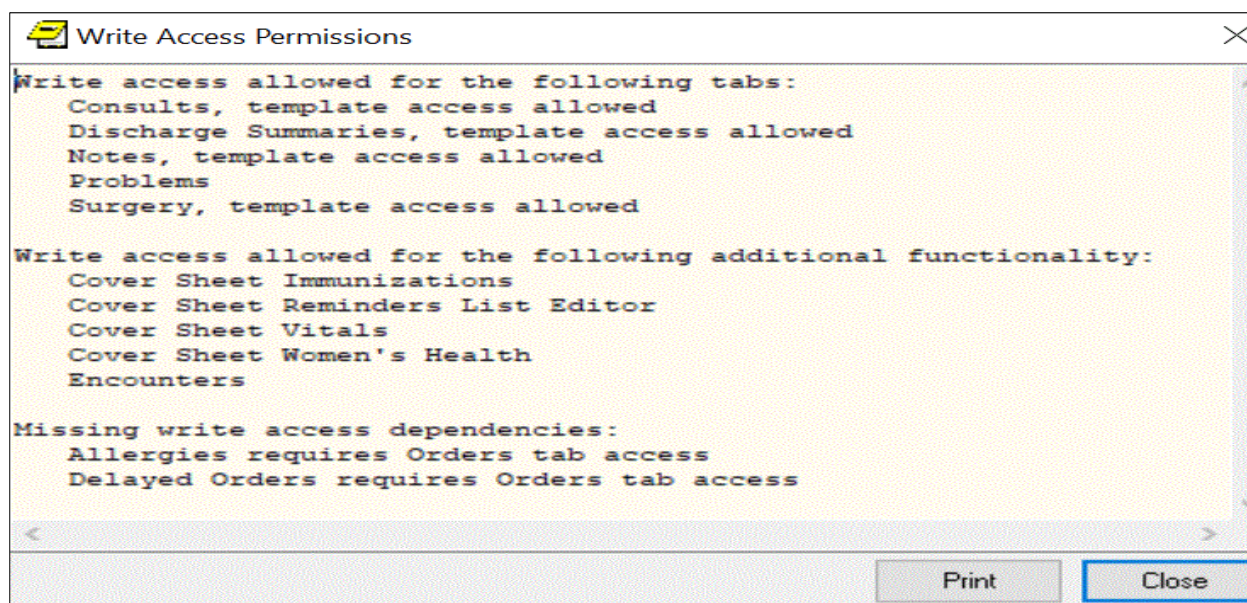 Write Access Permissions
Write access allowed for the following tabs:
Consults, template access allowed
Discharge Summaries, template access allowed
Notes, template access allowed
Problems
Surgery, template access allowed
Write access allowed for the following additional functionality:
Cover Sheet Immunizations
Cover Sheet Reminders List Editor
Cover Sheet Vitals
Cover Sheet Women's Health
Encounters
Missing write access dependencies:
Allergies requires Orders tab access
Delayed Orders requires Orders tab access
Print Close